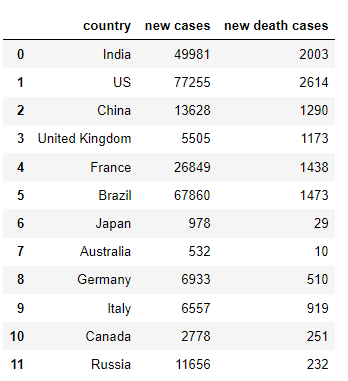 country new cases new death cases
0 India 49981 2003
1 US 77255 2614
2 China 13628 1290
3 United Kingdom 5505 1173
4 France 26849 1438
5 Brazil 67860 1473
6 Japan 978 29
7 Australia 532 10
8 Germany 6933 510
9 Italy 6557 919
10 Canada 2778 251
11 Russia 11656 232